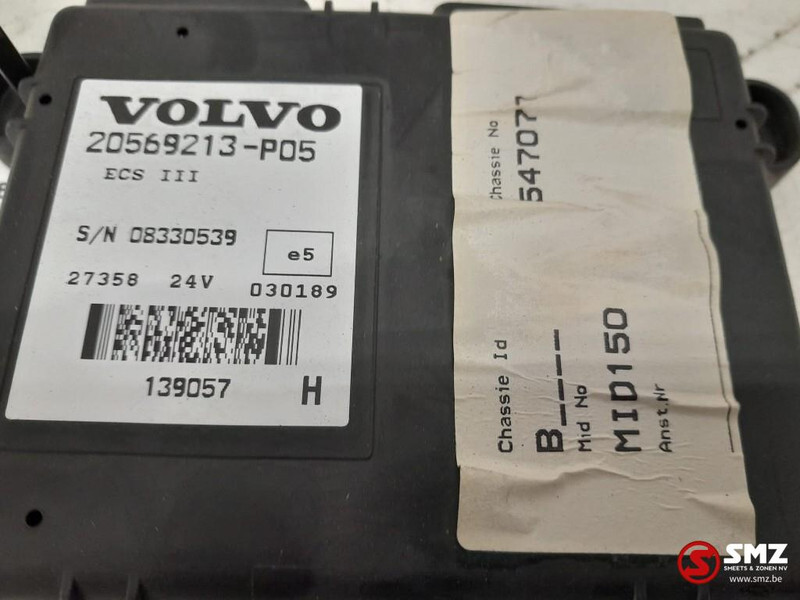 VOLVO
20569213-P05
ECS III
S/N 08330539
e5
27358 24V 030189
139057 H
Chassie Id
B____
Chassie No
547077
Mid No
MID150
Anst.Nr
SMZ
SHEETS & ZONEN NV
www.smz.be